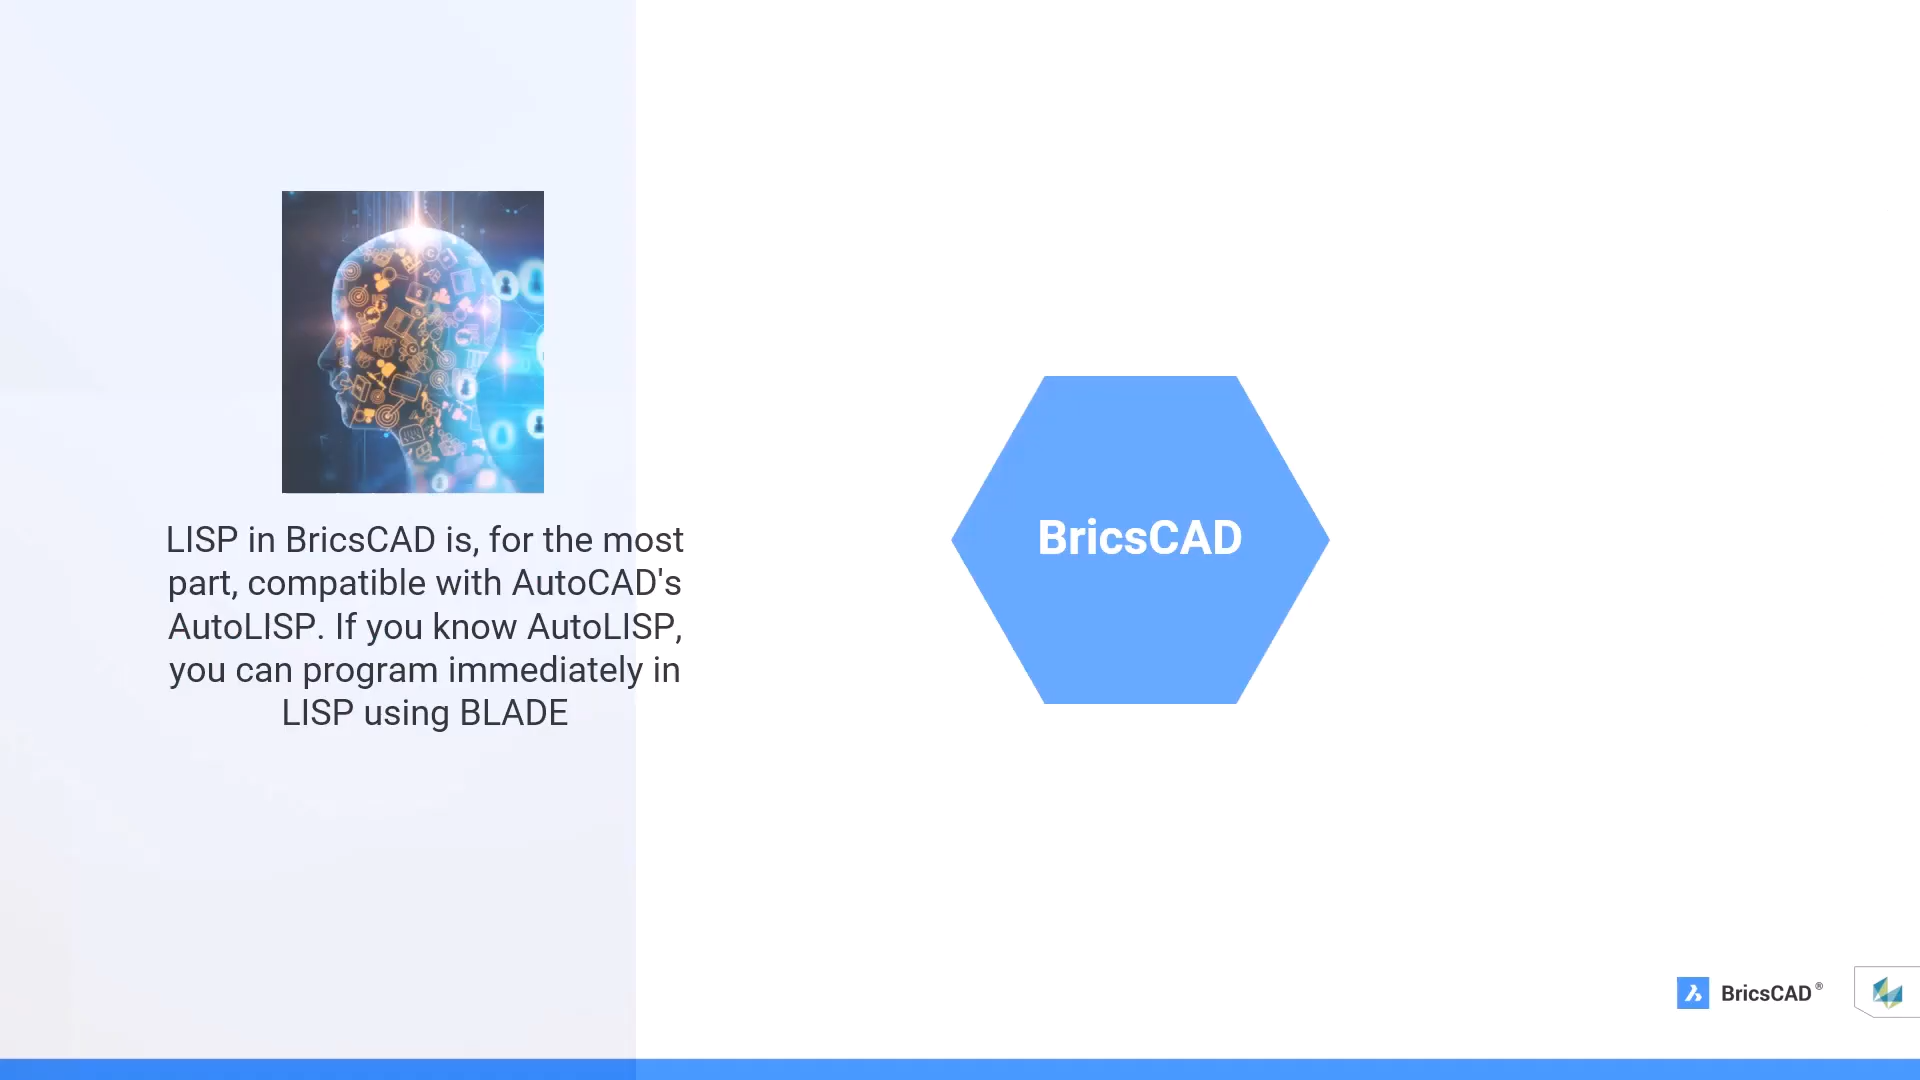 LISP in BricsCAD is, for the most
part, compatible with AutoCAD's
AutoLISP. If you know AutoLISP,
you can program immediately in
LISP using BLADE
BricsCAD
BricsCAD®